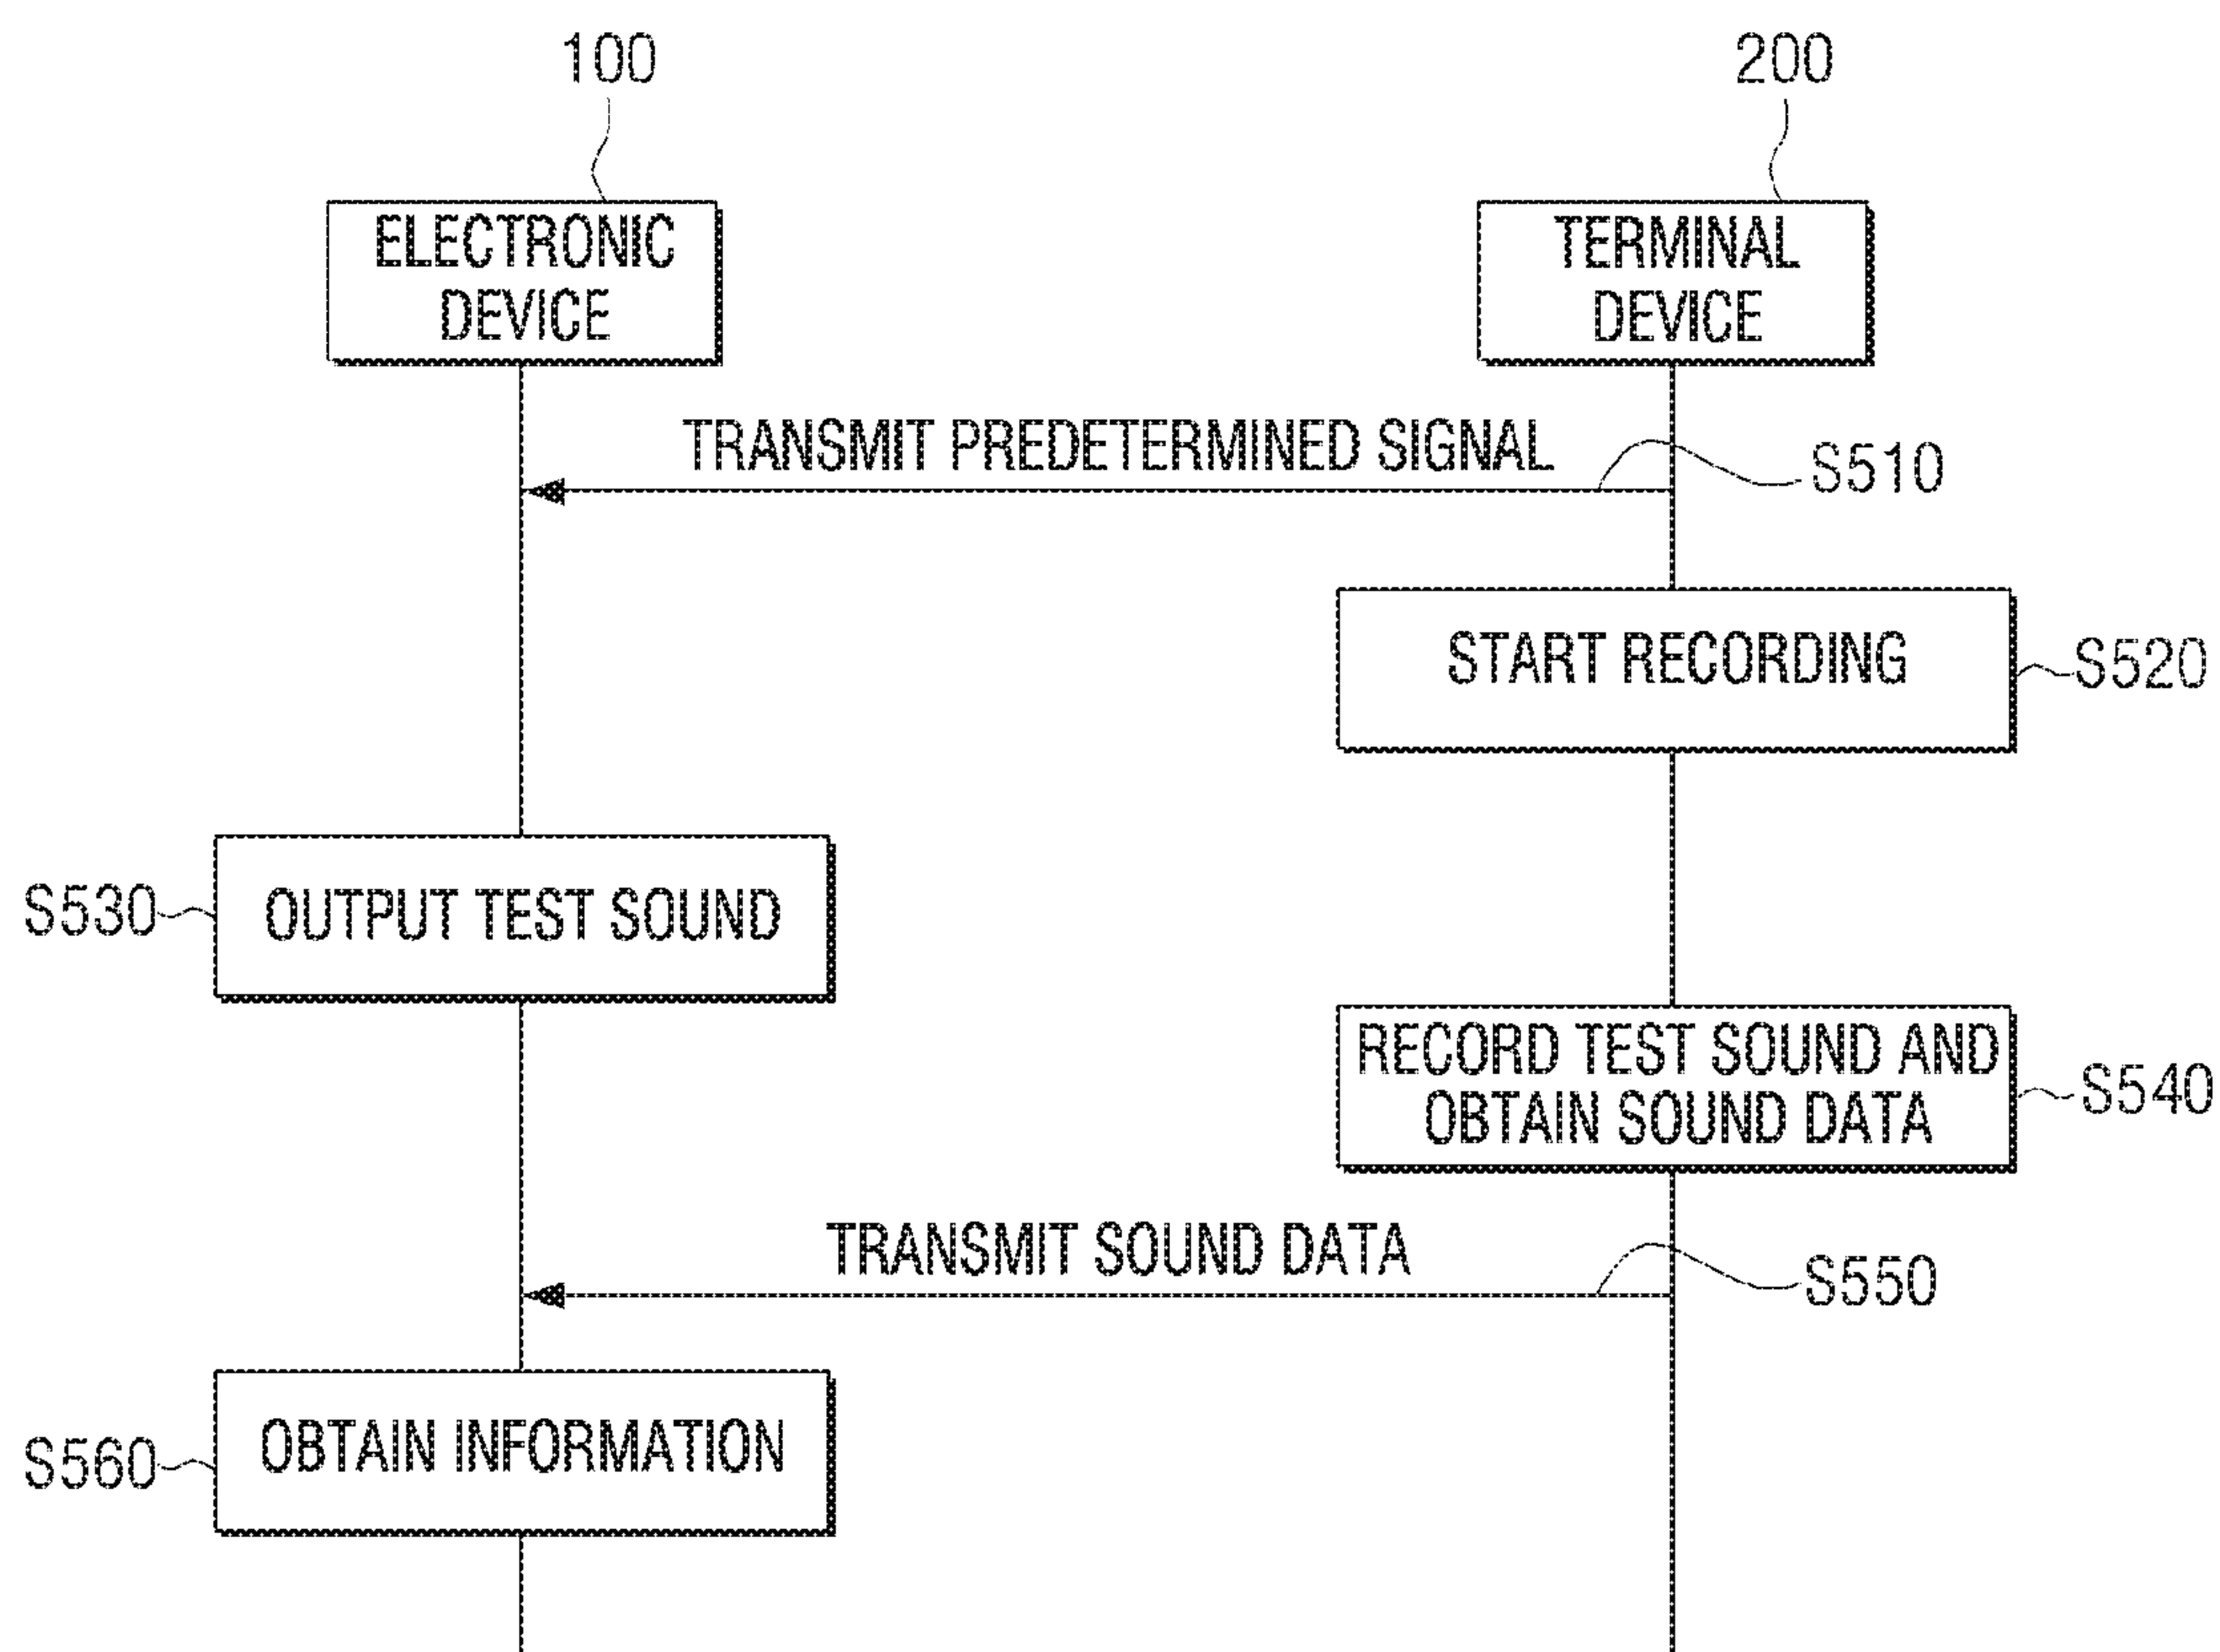 100
200
ELECTRONIC
DEVICE
TERMINAL
DEVICE
TRANSMIT PREDETERMINED SIGNAL
S510
START RECORDING
S520
S530
OUTPUT TEST SOUND
RECORD TEST SOUND AND
OBTAIN SOUND DATA
S540
TRANSMIT SOUND DATA
S550
S560
OBTAIN INFORMATION